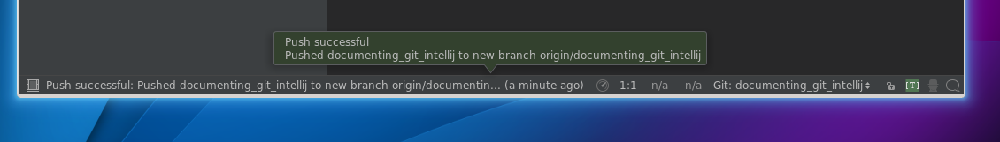 Push successful
Pushed documenting_git_intellij to new branch origin/documenting_git_intellij
Push successful: Pushed documenting_git_intellij to new branch origin/documentin... (a minute ago) 1:1 n/a n/a Git: documenting_git_intellij [T]